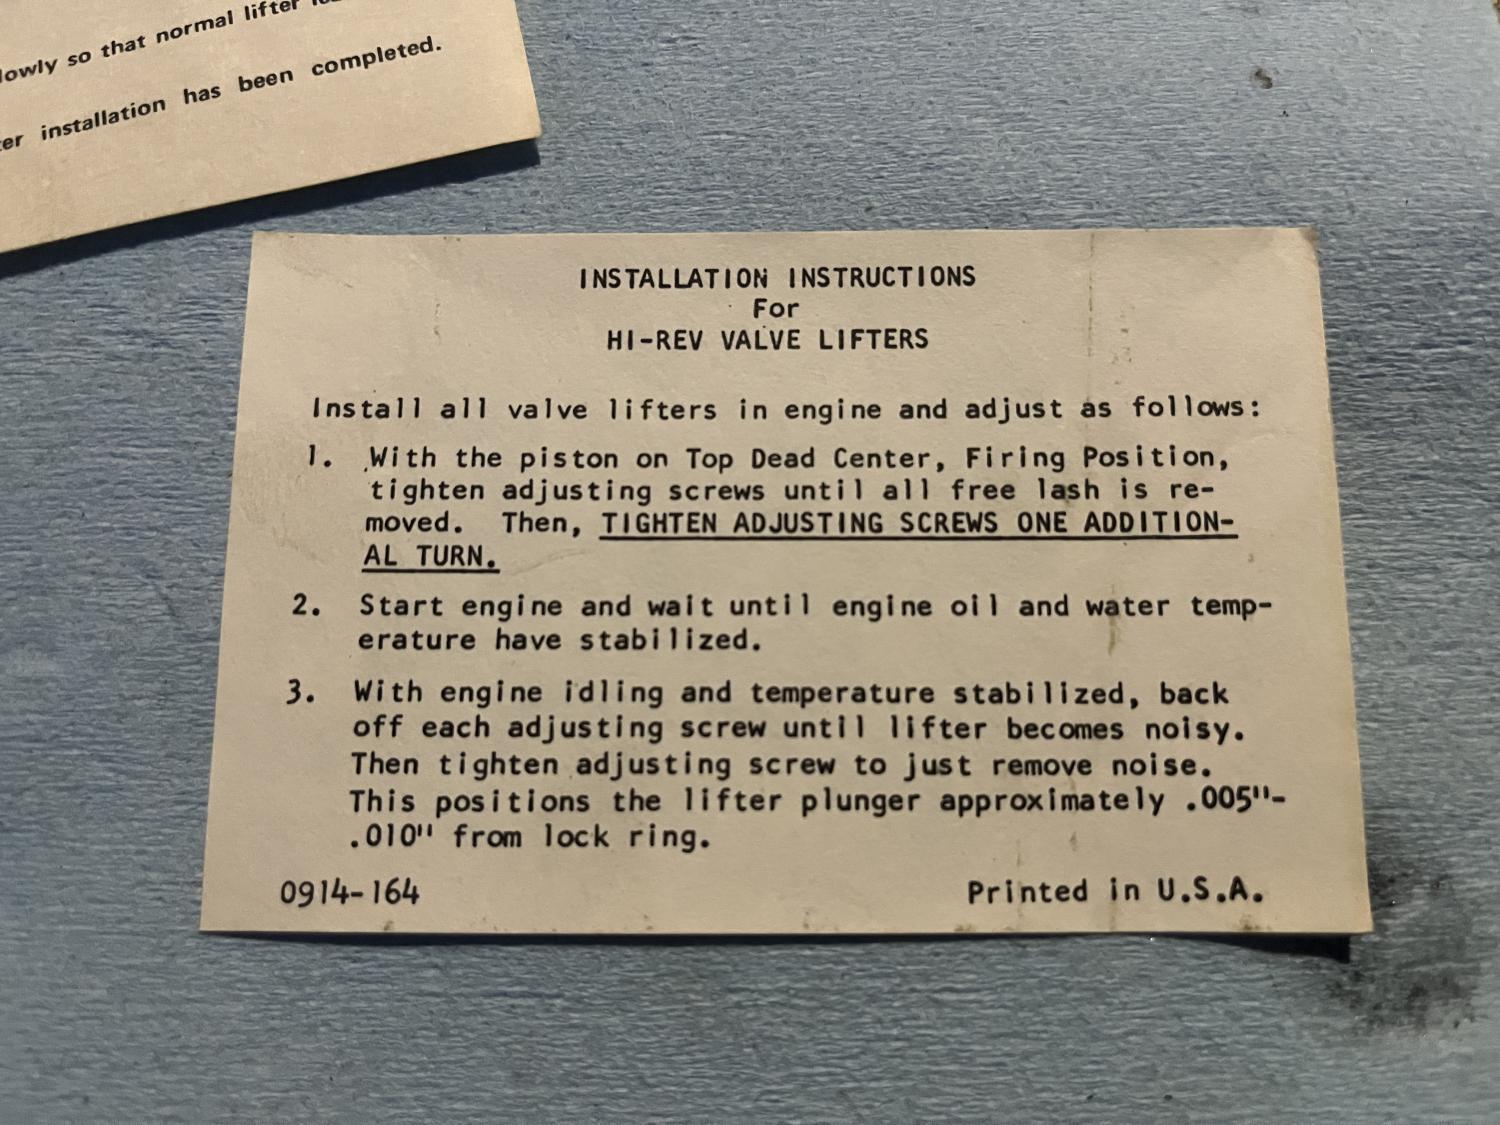 lowly so that normal lifter
installation has been completed.
INSTALLATION INSTRUCTIONS
For
HI-REV VALVE LIFTERS
Install all valve lifters in engine and adjust as follows:
1. With the piston on Top Dead Center, Firing Position,
tighten adjusting screws until all free lash is re-
moved. Then, TIGHTEN ADJUSTING SCREWS ONE ADDITION-
AL TURN.
2. Start engine and wait until engine oil and water temp-
erature have stabilized.
3. With engine idling and temperature stabilized, back
off each adjusting screw until lifter becomes noisy.
Then tighten adjusting screw to just remove noise.
This positions the lifter plunger approximately .005"-
.010" from lock ring.
0914-164 Printed in U.S.A.